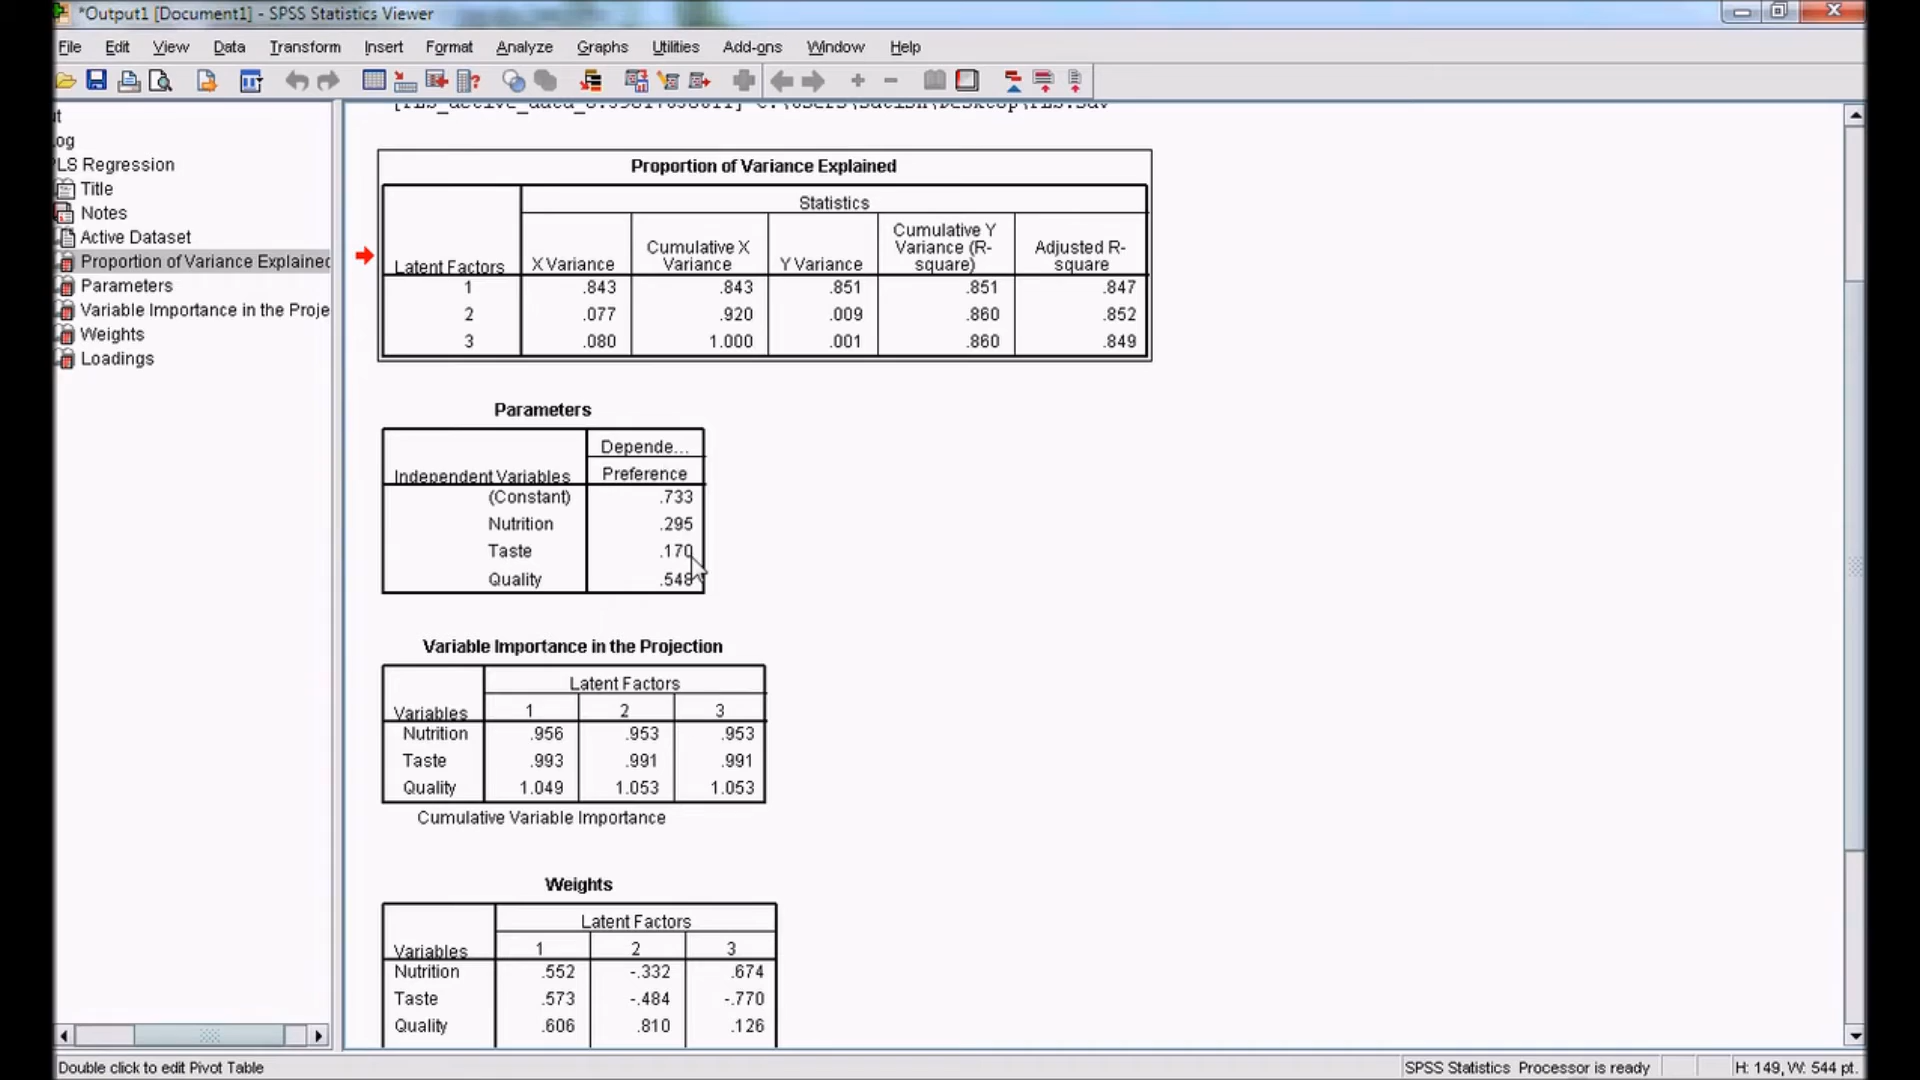 *Output1 [Document1] - SPSS Statistics Viewer
File Edit View Data Transform Insert Format Analyze Graphs Utilities Add-ons Window Help
ut
Log
PLS Regression
Title
Notes
Active Dataset
Proportion of Variance Explained
Parameters
Variable Importance in the Proje
Weights
Loadings
Proportion of Variance Explained
Statistics
Latent Factors X Variance Cumulative X Variance Y Variance Cumulative Y Variance (R-square) Adjusted R-square
1 .843 .843 .851 .851 .847
2 .077 .920 .009 .860 .852
3 .080 1.000 .001 .860 .849
Parameters
Depende...
Independent Variables Preference
(Constant) .733
Nutrition .295
Taste .170
Quality .548
Variable Importance in the Projection
Latent Factors
Variables 1 2 3
Nutrition .956 .953 .953
Taste .993 .991 .991
Quality 1.049 1.053 1.053
Cumulative Variable Importance
Weights
Latent Factors
Variables 1 2 3
Nutrition .552 -.332 .674
Taste .573 -.484 -.770
Quality .606 .810 .126
Double click to edit Pivot Table
SPSS Statistics Processor is ready
H: 149, W: 544 pt.